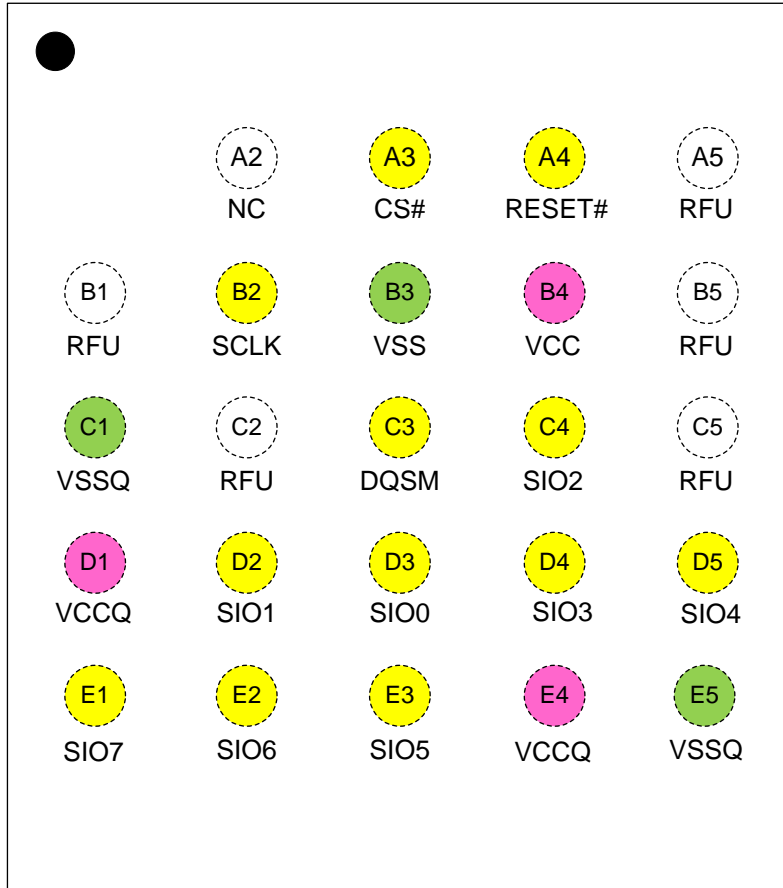 A2 A3 A4 A5
NC CS# RESET# RFU
B1 B2 B3 B4 B5
RFU SCLK VSS VCC RFU
C1 C2 C3 C4 C5
VSSQ RFU DQSM SIO2 RFU
D1 D2 D3 D4 D5
VCCQ SIO1 SIO0 SIO3 SIO4
E1 E2 E3 E4 E5
SIO7 SIO6 SIO5 VCCQ VSSQ